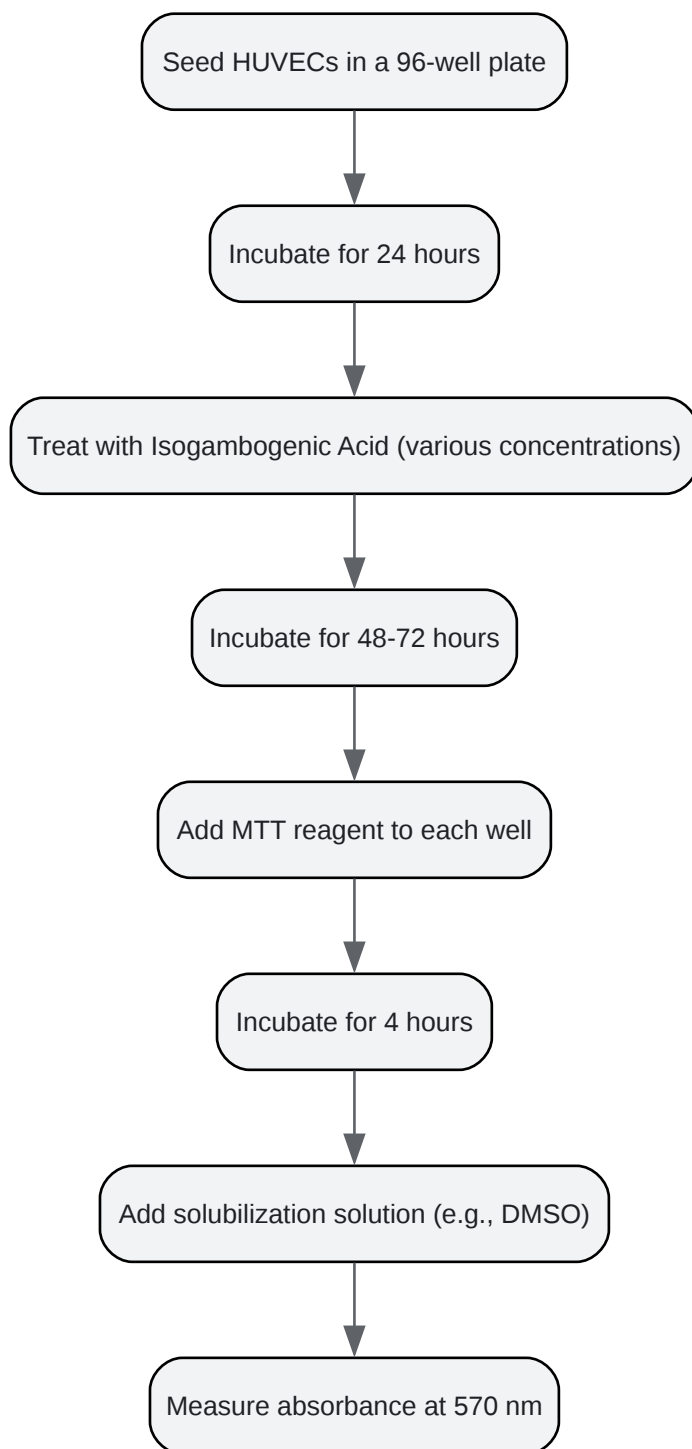 Seed HUVECs in a 96-well plate
Incubate for 24 hours
Treat with Isogambogenic Acid (various concentrations)
Incubate for 48-72 hours
Add MTT reagent to each well
Incubate for 4 hours
Add solubilization solution (e.g., DMSO)
Measure absorbance at 570 nm